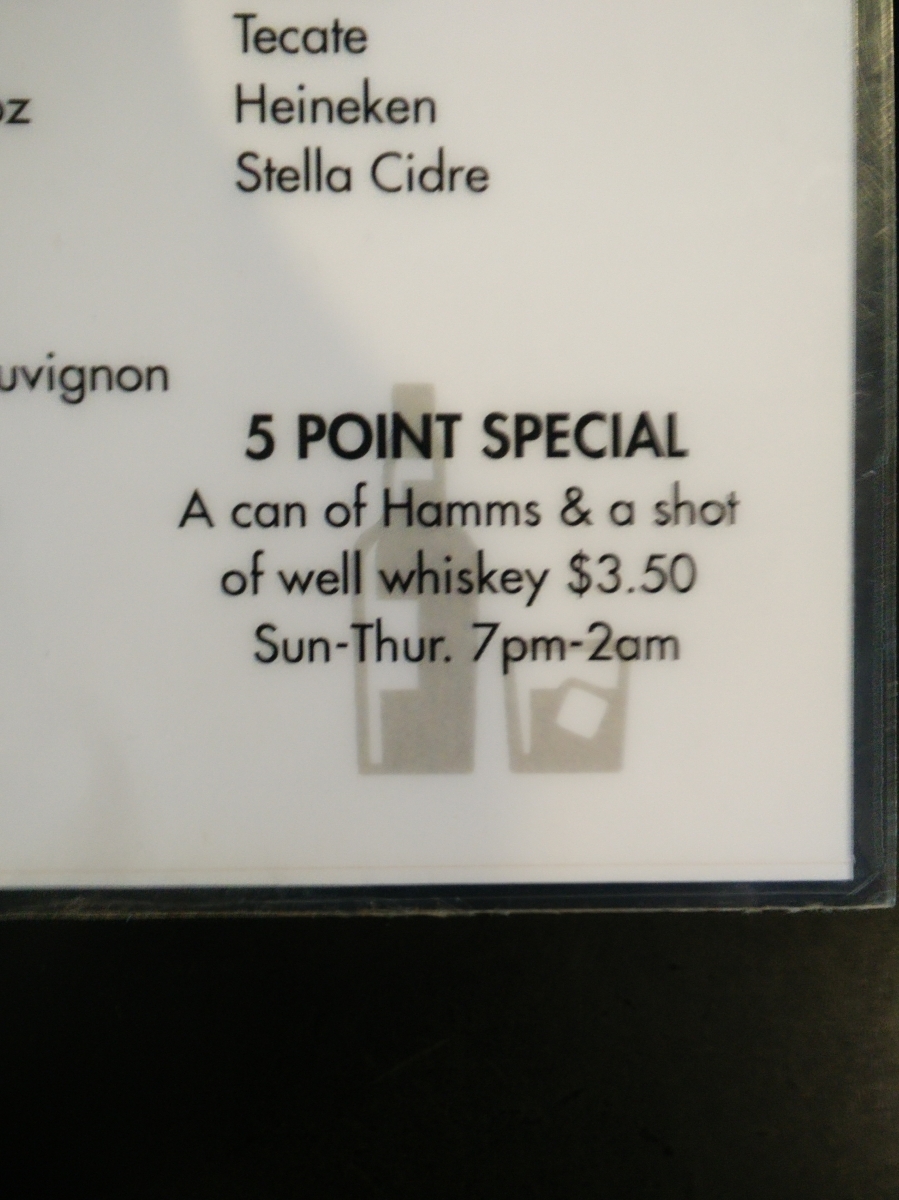 Tecate
oz
Heineken
Stella Cidre
uvignon
5 POINT SPECIAL
A can of Hamms & a shot
of well whiskey $3.50
Sun-Thur. 7pm-2am